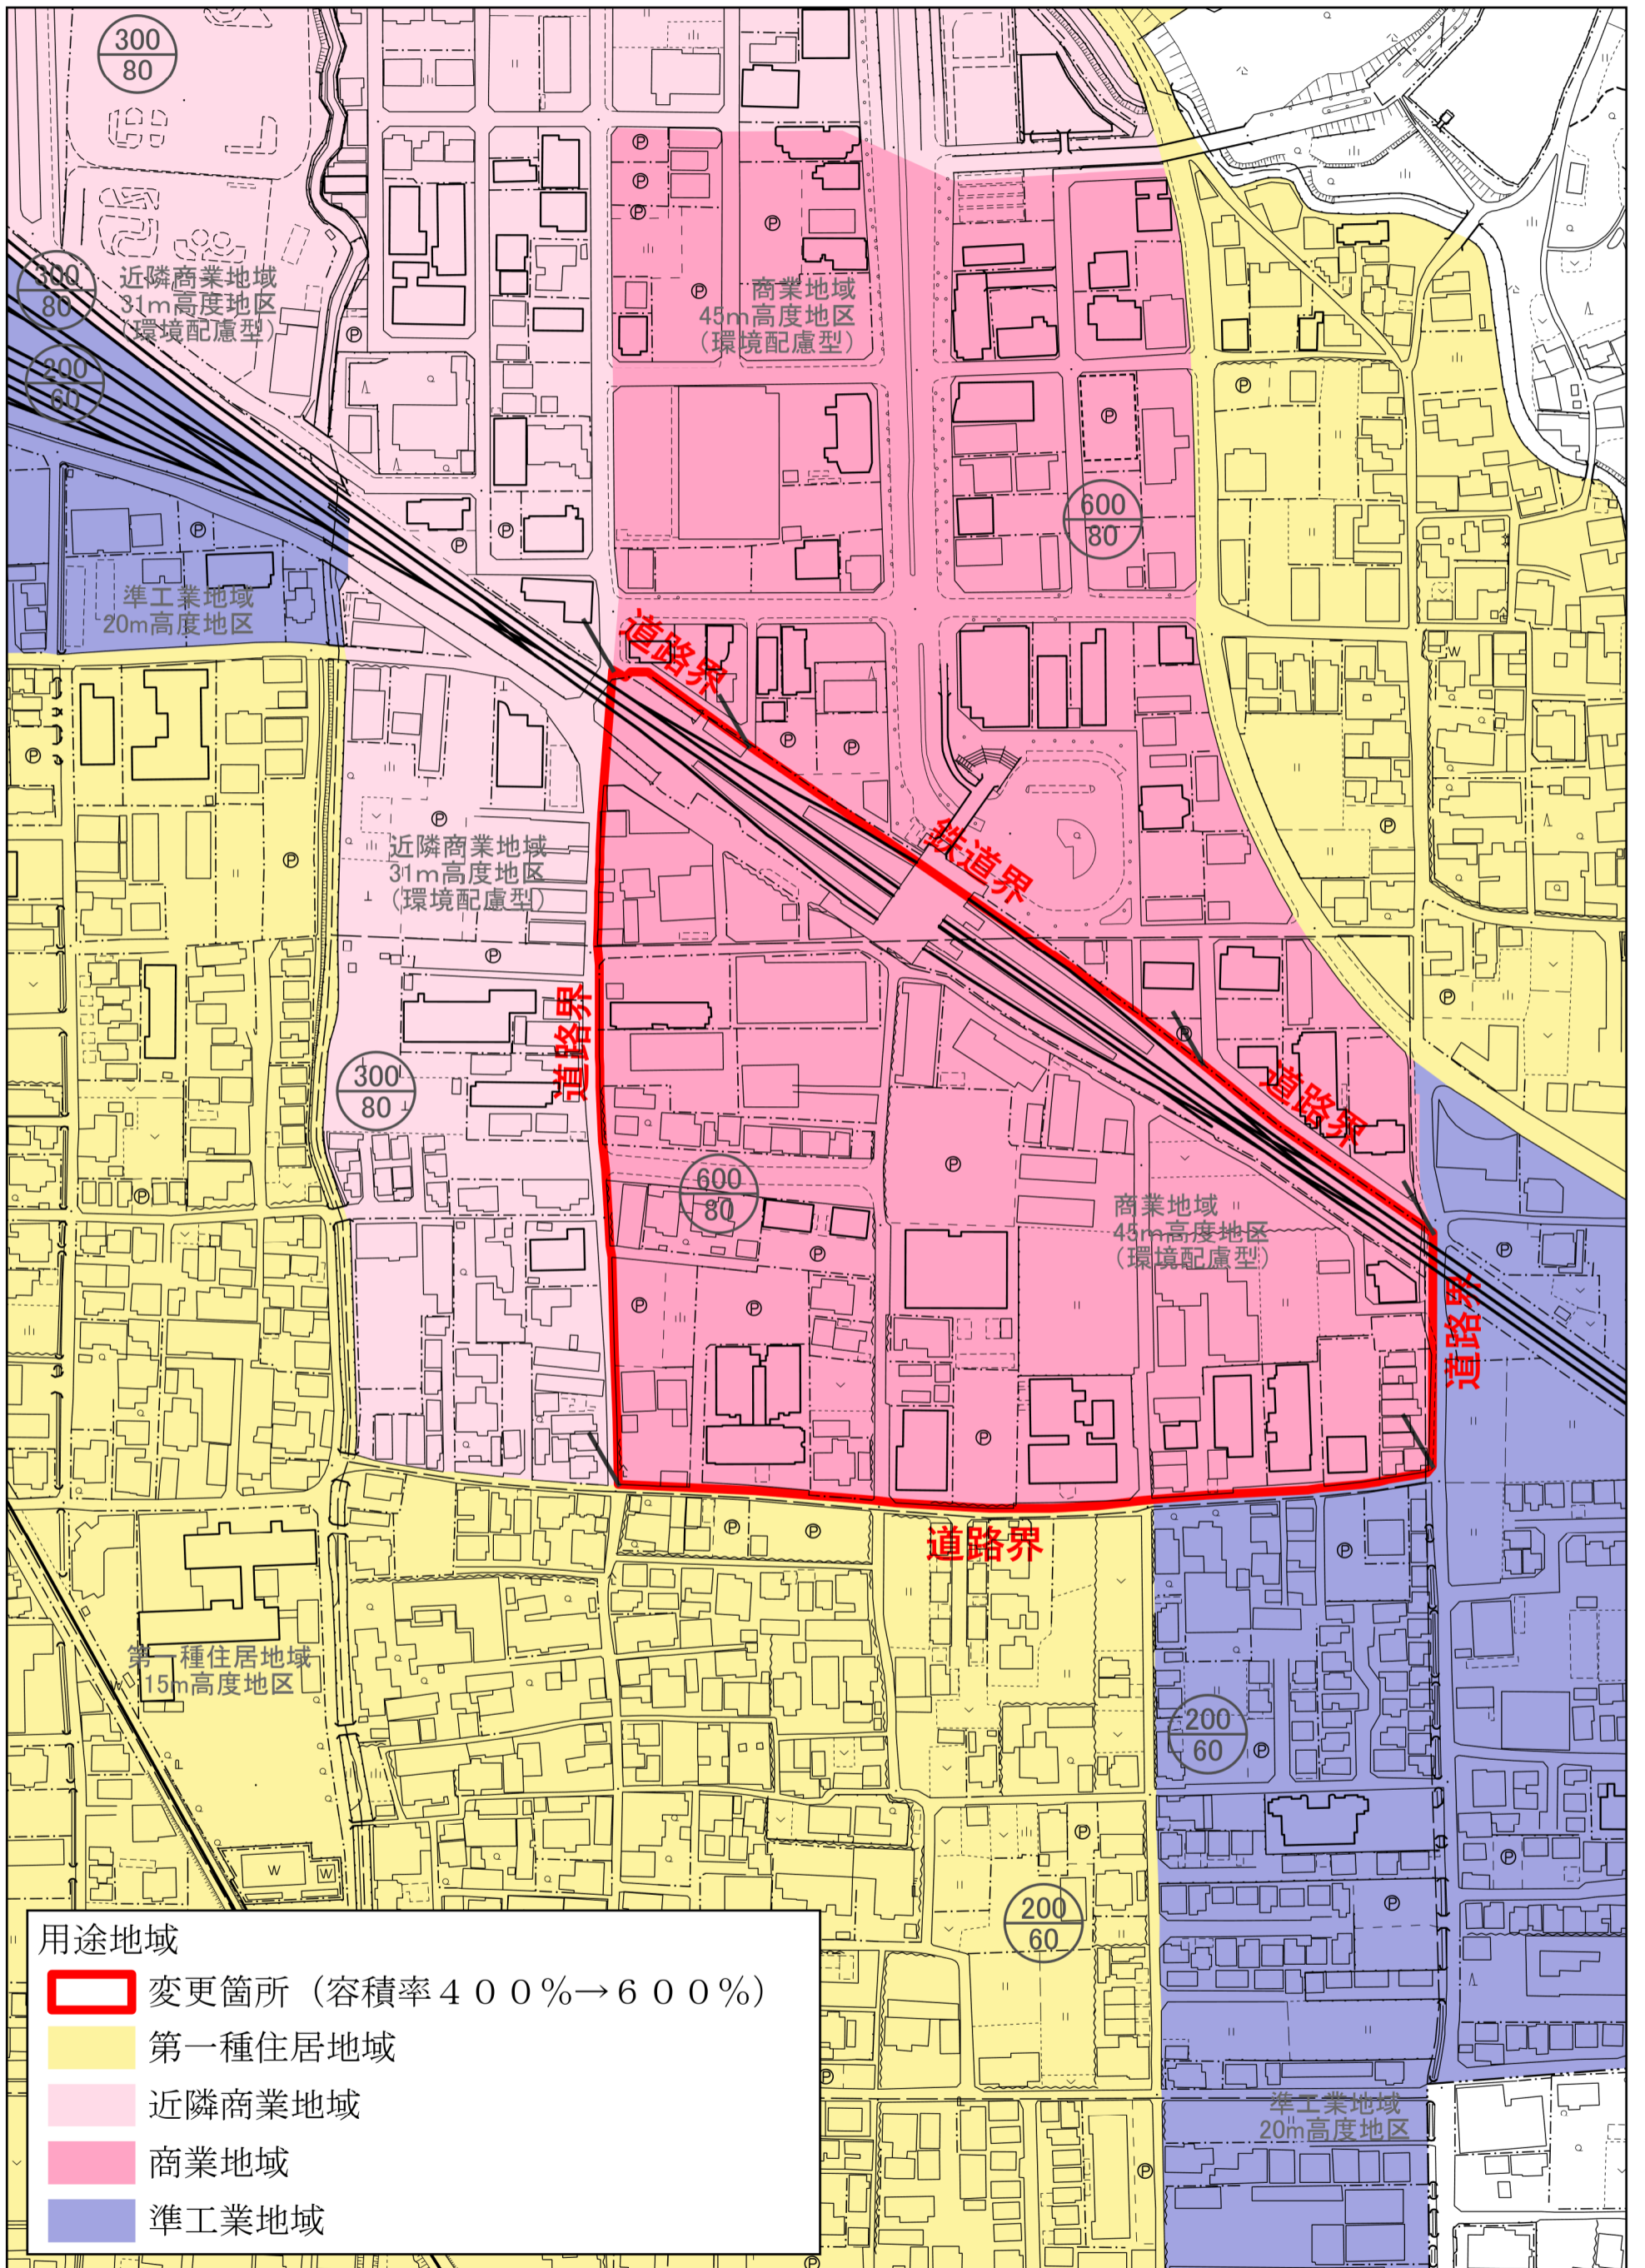 300
80
300
80
近隣商業地域
31m高度地区
(環境配慮型)
200
60
商業地域
45m高度地区
(環境配慮型)
600
80
準工業地域
20m高度地区
道路界
鉄道界
近隣商業地域
31m高度地区
(環境配慮型)
道路界
300
80
道路界
600
80
商業地域
45m高度地区
(環境配慮型)
道路界
道路界
第一種住居地域
15m高度地区
200
60
200
60
準工業地域
20m高度地区
用途地域
変更箇所（容積率４００％→６００％）
第一種住居地域
近隣商業地域
商業地域
準工業地域